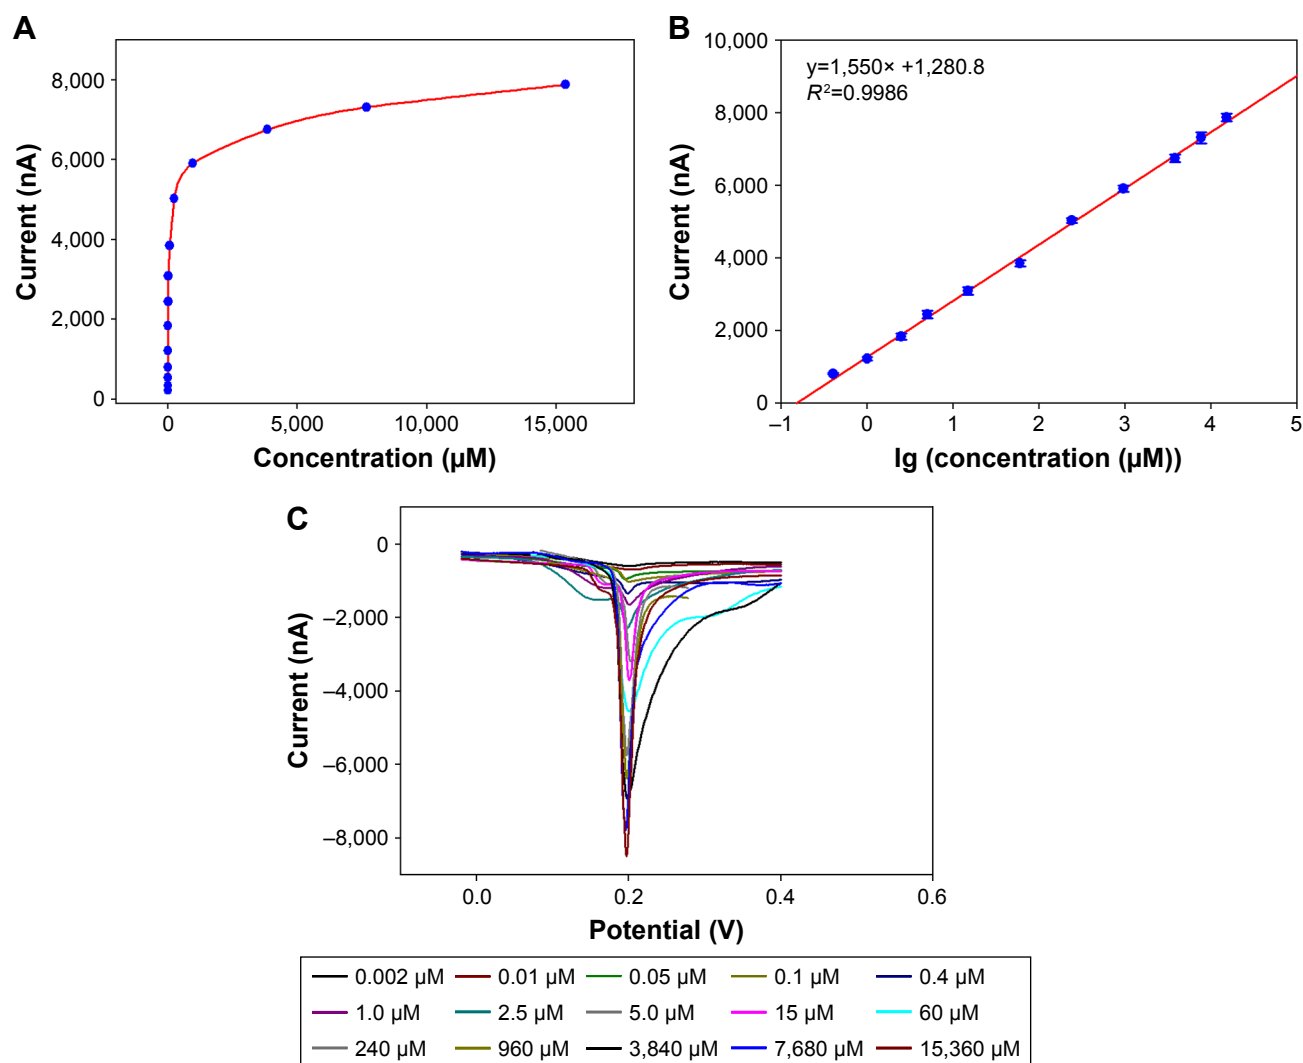 A
8,000
6,000
4,000
2,000
0
Current (nA)
0
5,000
10,000
15,000
Concentration (µM)
B
y=1,550× +1,280.8
R²=0.9986
10,000
8,000
6,000
4,000
2,000
0
Current (nA)
–1
0
1
2
3
4
5
lg (concentration (µM))
C
0
–2,000
–4,000
–6,000
–8,000
Current (nA)
0.0
0.2
0.4
0.6
Potential (V)
0.002 µM 0.01 µM 0.05 µM 0.1 µM 0.4 µM
1.0 µM 2.5 µM 5.0 µM 15 µM 60 µM
240 µM 960 µM 3,840 µM 7,680 µM 15,360 µM